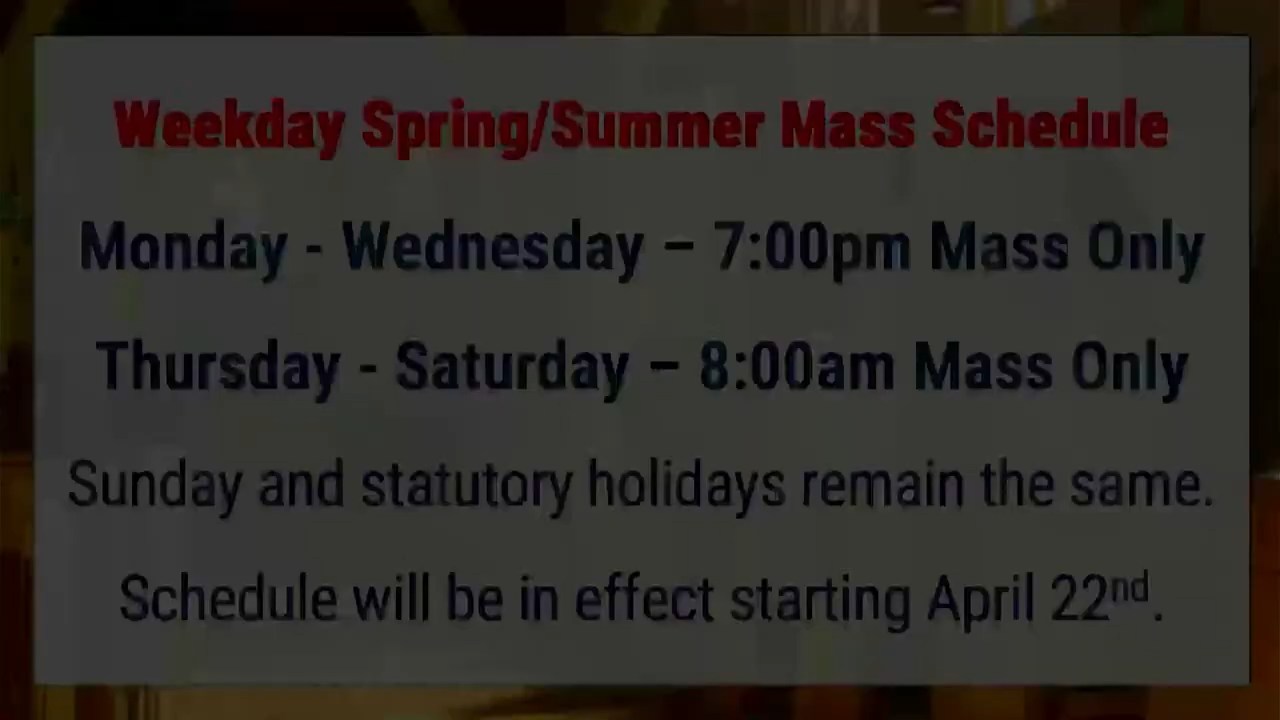 Weekday Spring/Summer Mass Schedule
Monday - Wednesday – 7:00pm Mass Only
Thursday - Saturday – 8:00am Mass Only
Sunday and statutory holidays remain the same.
Schedule will be in effect starting April 22nd.